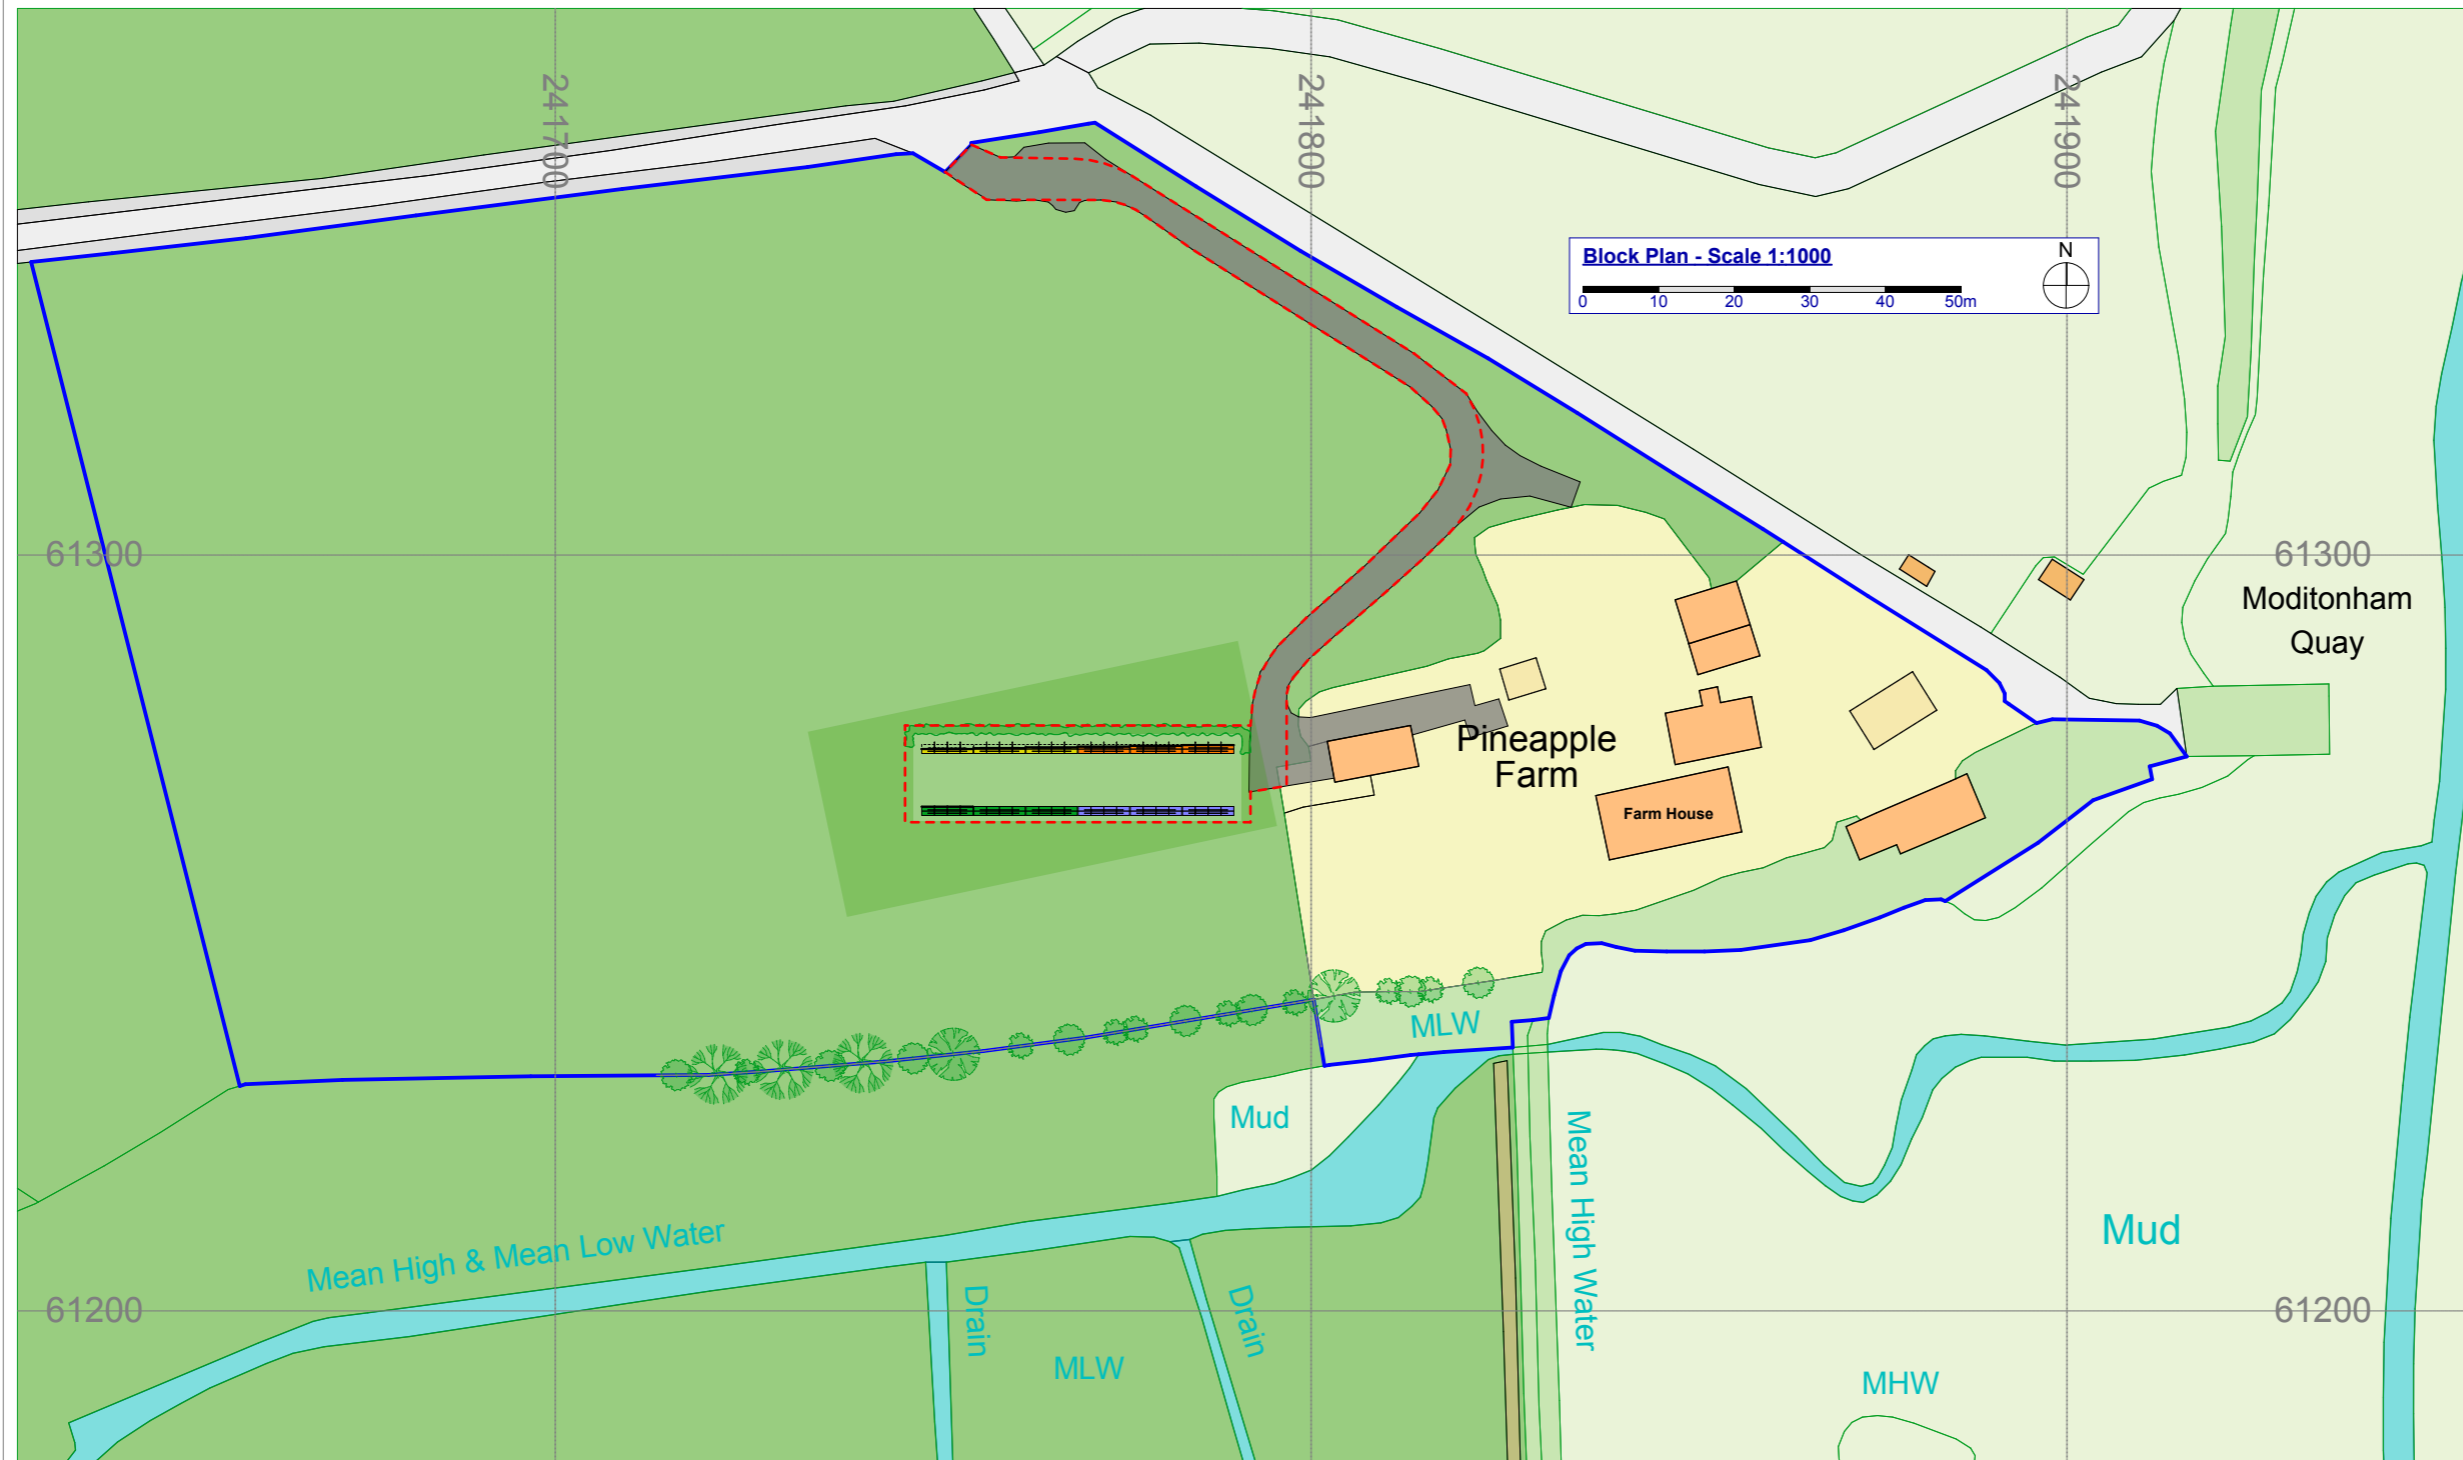 241700
241800
241900
Block Plan - Scale 1:1000
N
0 10 20 30 40 50m
61300
61300
Moditonham
Quay
Pineapple
Farm
Farm House
MLW
Mud
Mean High Water
Mud
Mean High & Mean Low Water
61200
61200
Drain
Drain
MLW
MHW